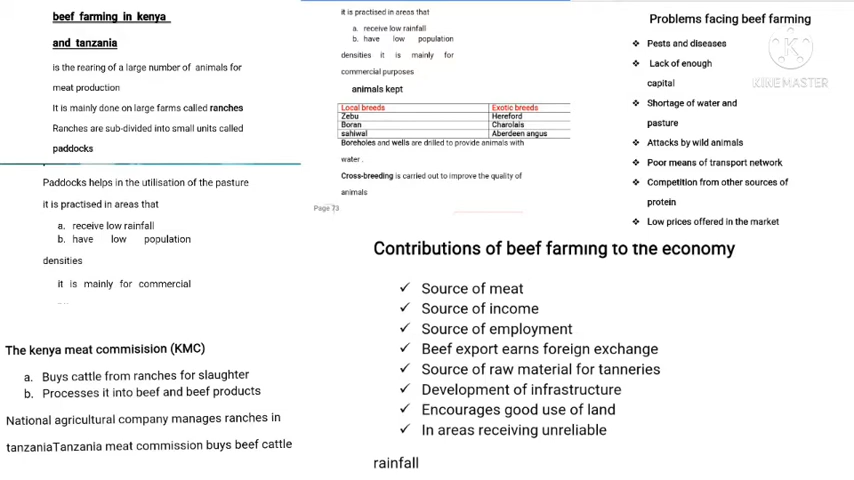 beef farming in kenya
and tanzania
is the rearing of a large number of animals for
meat production
It is mainly done on large farms called ranches
Ranches are sub-divided into small units called
paddocks
Paddocks helps in the utilisation of the pasture
it is practised in areas that
a. receive low rainfall
b. have low population
densities
it is mainly for commercial
The kenya meat commisision (KMC)
a. Buys cattle from ranches for slaughter
b. Processes it into beef and beef products
National agricultural company manages ranches in
tanzaniaTanzania meat commission buys beef cattle
it is practised in areas that
a. receive low rainfall
b. have low population
densities it is mainly for
commercial purposes
animals kept
Local breeds Exotic breeds
Zebu Hereford
Boran Charolais
sahiwal Aberdeen angus
Boreholes and wells are drilled to provide animals with
water .
Cross-breeding is carried out to improve the quality of
animals
Page 73
Problems facing beef farming
❖ Pests and diseases
❖ Lack of enough
capital
❖ Shortage of water and
pasture
❖ Attacks by wild animals
❖ Poor means of transport network
❖ Competition from other sources of
protein
❖ Low prices offered in the market
K
KINEMASTER
Contributions of beef farming to the economy
✓ Source of meat
✓ Source of income
✓ Source of employment
✓ Beef export earns foreign exchange
✓ Source of raw material for tanneries
✓ Development of infrastructure
✓ Encourages good use of land
✓ In areas receiving unreliable
rainfall